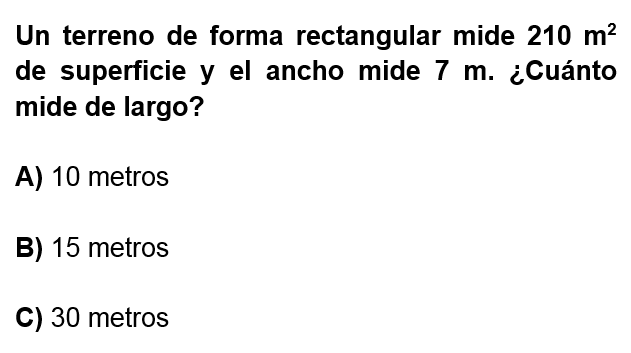 Un terreno de forma rectangular mide 210 m²
de superficie y el ancho mide 7 m. ¿Cuánto
mide de largo?
A) 10 metros
B) 15 metros
C) 30 metros